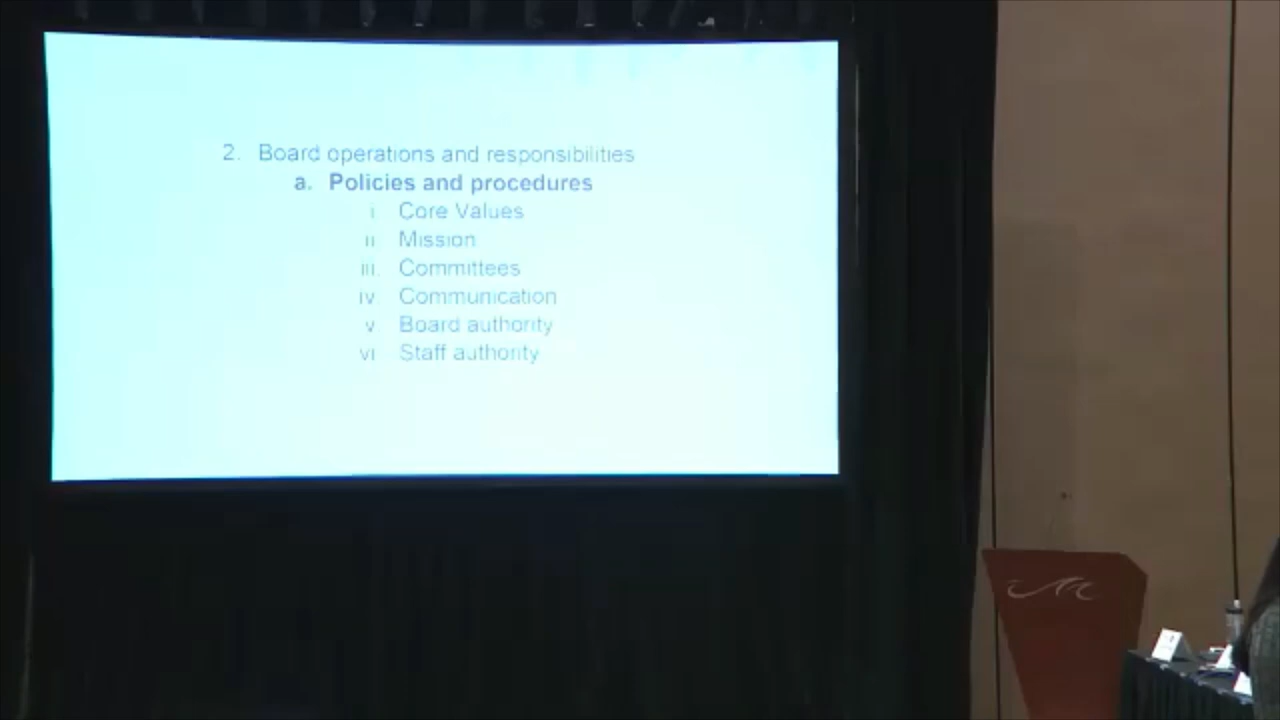 2. Board operations and responsibilities
a. Policies and procedures
i. Core Values
ii. Mission
iii. Committees
iv. Communication
v. Board authority
vi. Staff authority